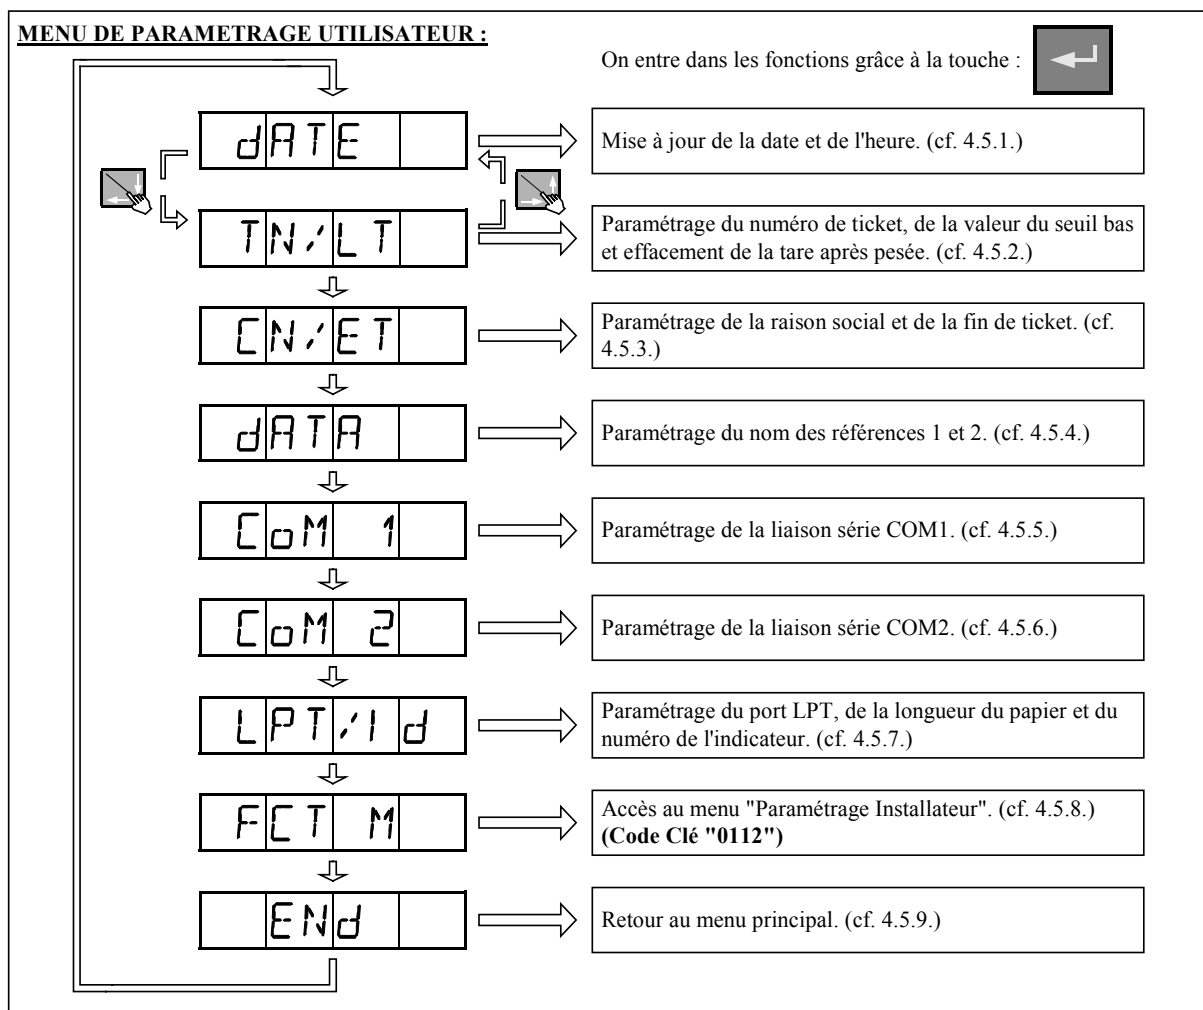 MENU DE PARAMETRAGE UTILISATEUR :
On entre dans les fonctions grâce à la touche :
dATE
Mise à jour de la date et de l'heure. (cf. 4.5.1.)
TN/LT
Paramétrage du numéro de ticket, de la valeur du seuil bas
et effacement de la tare après pesée. (cf. 4.5.2.)
CN/ET
Paramétrage de la raison social et de la fin de ticket. (cf.
4.5.3.)
dATA
Paramétrage du nom des références 1 et 2. (cf. 4.5.4.)
CoM 1
Paramétrage de la liaison série COM1. (cf. 4.5.5.)
CoM 2
Paramétrage de la liaison série COM2. (cf. 4.5.6.)
LPT/Id
Paramétrage du port LPT, de la longueur du papier et du
numéro de l'indicateur. (cf. 4.5.7.)
FCT M
Accès au menu "Paramétrage Installateur". (cf. 4.5.8.)
(Code Clé "0112")
ENd
Retour au menu principal. (cf. 4.5.9.)